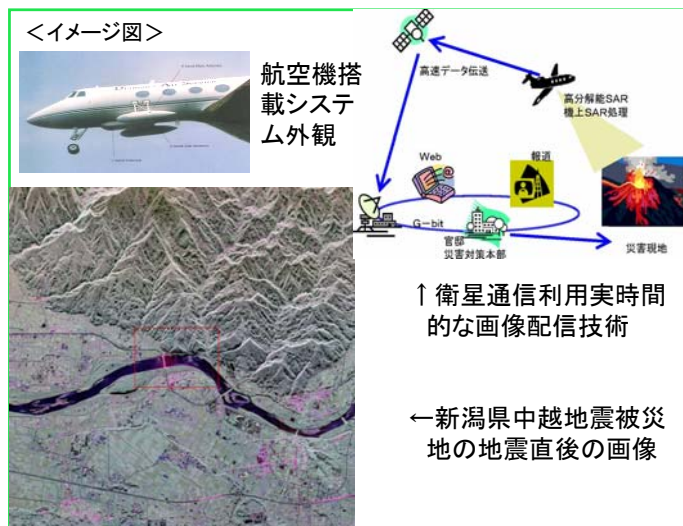 ＜イメージ図＞
航空機搭
載システ
ム外観
高速データ伝送
高分解能SAR
機上SAR処理
Web
報道
G－bit
官邸
災害対策本部
災害現地
↑衛星通信利用実時間
的な画像配信技術
←新潟県中越地震被災
地の地震直後の画像